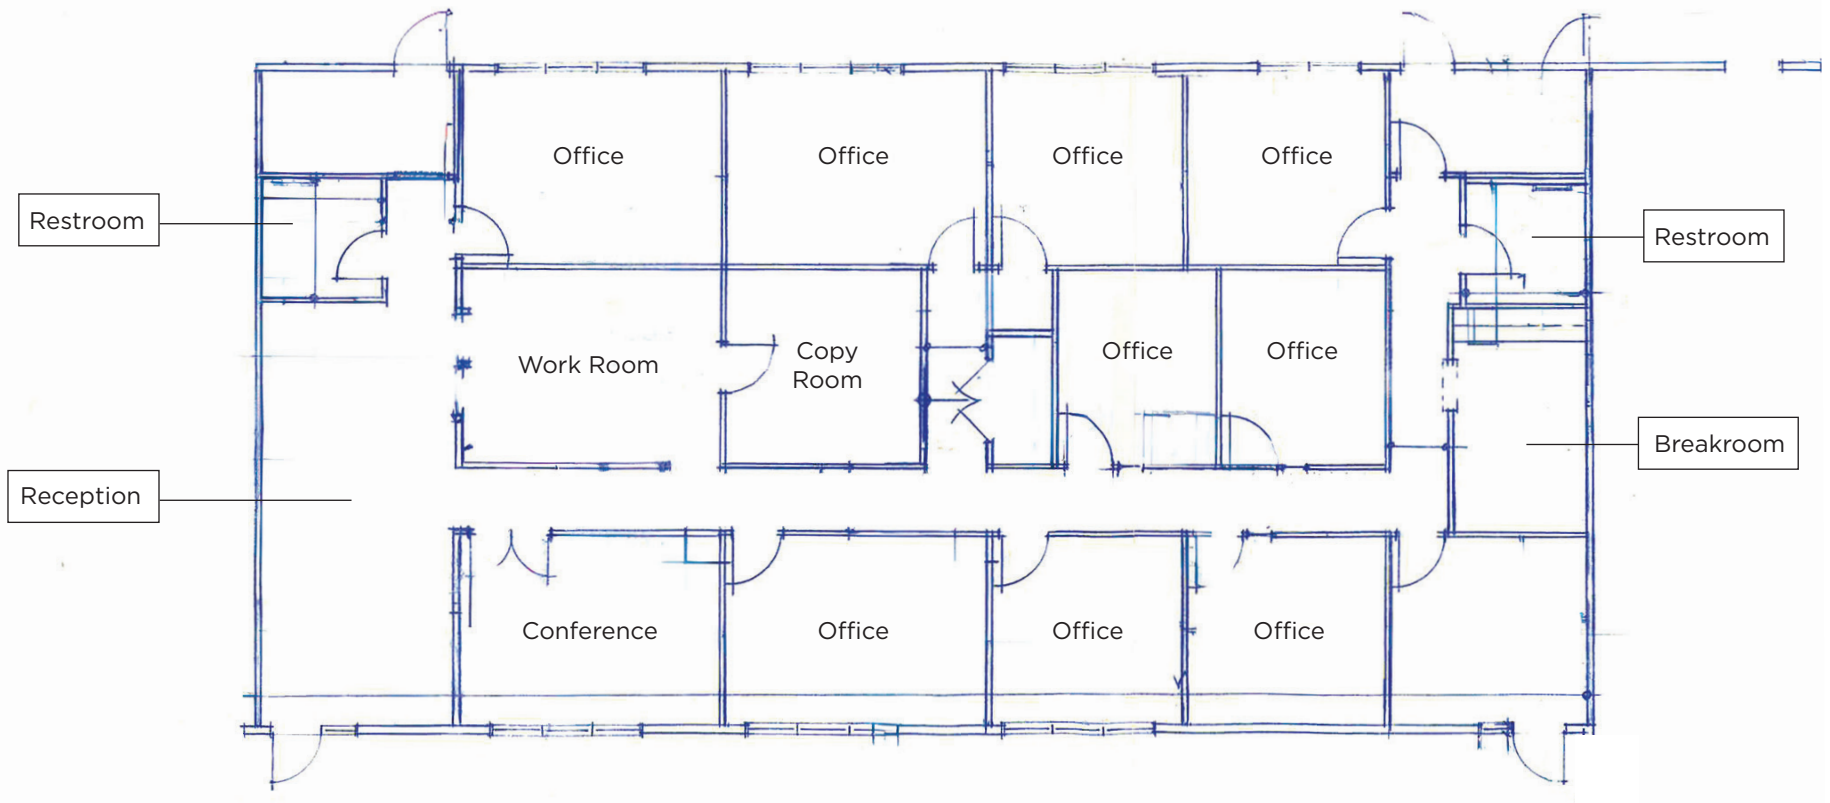 Office
Office
Office
Office
Restroom
Restroom
Work Room
Copy
Room
Office
Office
Breakroom
Reception
Conference
Office
Office
Office